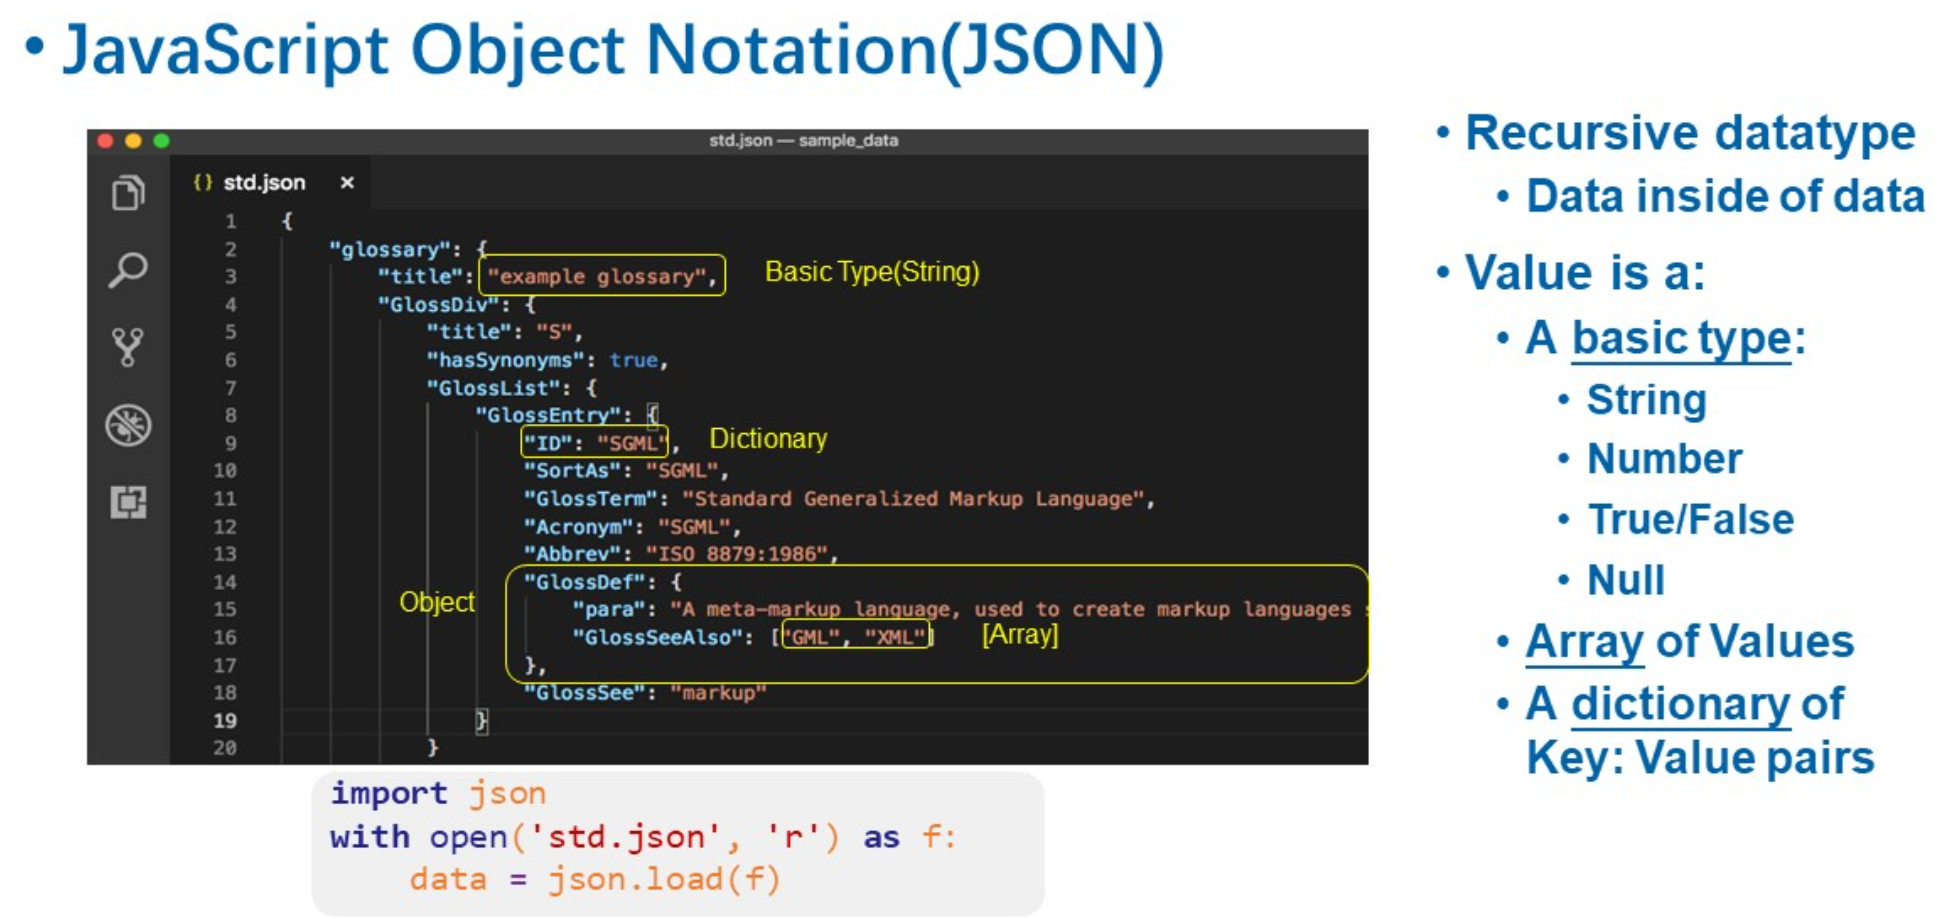 • JavaScript Object Notation(JSON)
std.json — sample_data
{} std.json ×
1 {
2 "glossary": {
3 "title": "example glossary", Basic Type(String)
4 "GlossDiv": {
5 "title": "S",
6 "hasSynonyms": true,
7 "GlossList": {
8 "GlossEntry": {
9 "ID": "SGML", Dictionary
10 "SortAs": "SGML",
11 "GlossTerm": "Standard Generalized Markup Language",
12 "Acronym": "SGML",
13 "Abbrev": "ISO 8879:1986",
14 "GlossDef": {
Object
15 "para": "A meta-markup language, used to create markup languages
16 "GlossSeeAlso": ["GML", "XML"] [Array]
17 },
18 "GlossSee": "markup"
19 }
20 }
import json
with open('std.json', 'r') as f:
data = json.load(f)
• Recursive datatype
• Data inside of data
• Value is a:
• A basic type:
• String
• Number
• True/False
• Null
• Array of Values
• A dictionary of
Key: Value pairs